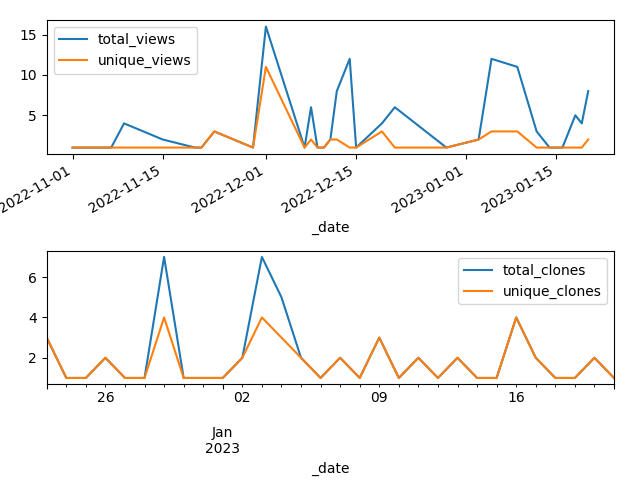 15
10
5
total_views
unique_views
2022-11-01
2022-11-15
2022-12-01
2022-12-15
2023-01-01
2023-01-15
_date
6
4
2
total_clones
unique_clones
26
02
09
16
Jan
2023
_date